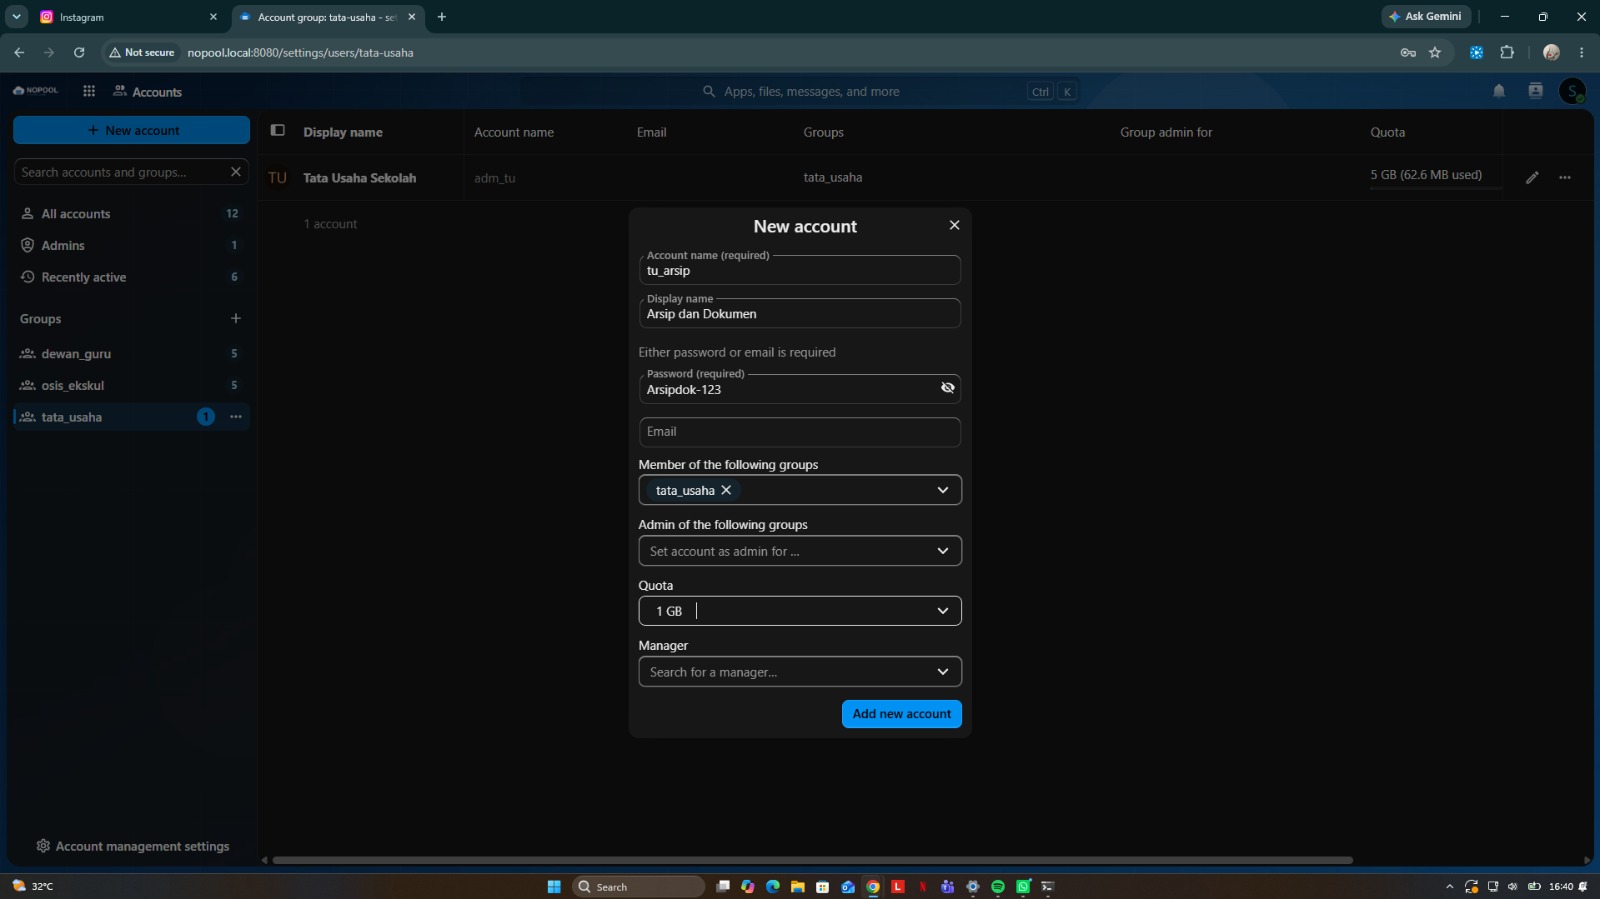 Instagram
Account group: tata-usaha - set
Ask Gemini
Not secure
nopool.local:8080/settings/users/tata-usaha
NOPOOL
Accounts
Apps, files, messages, and more
Ctrl K
S
New account
Display name
Account name
Email
Groups
Group admin for
Quota
Search accounts and groups...
TU
Tata Usaha Sekolah
adm_tu
tata_usaha
5 GB (62.6 MB used)
All accounts 12
1 account
Admins 1
Recently active 6
Groups
dewan_guru 5
osis_ekskul 5
tata_usaha 1
New account
Account name (required)
tu_arsip
Display name
Arsip dan Dokumen
Either password or email is required
Password (required)
Arsipdok-123
Email
Member of the following groups
tata_usaha
Admin of the following groups
Set account as admin for ...
Quota
1 GB
Manager
Search for a manager...
Add new account
Account management settings
32°C
Search
L
N
16:40